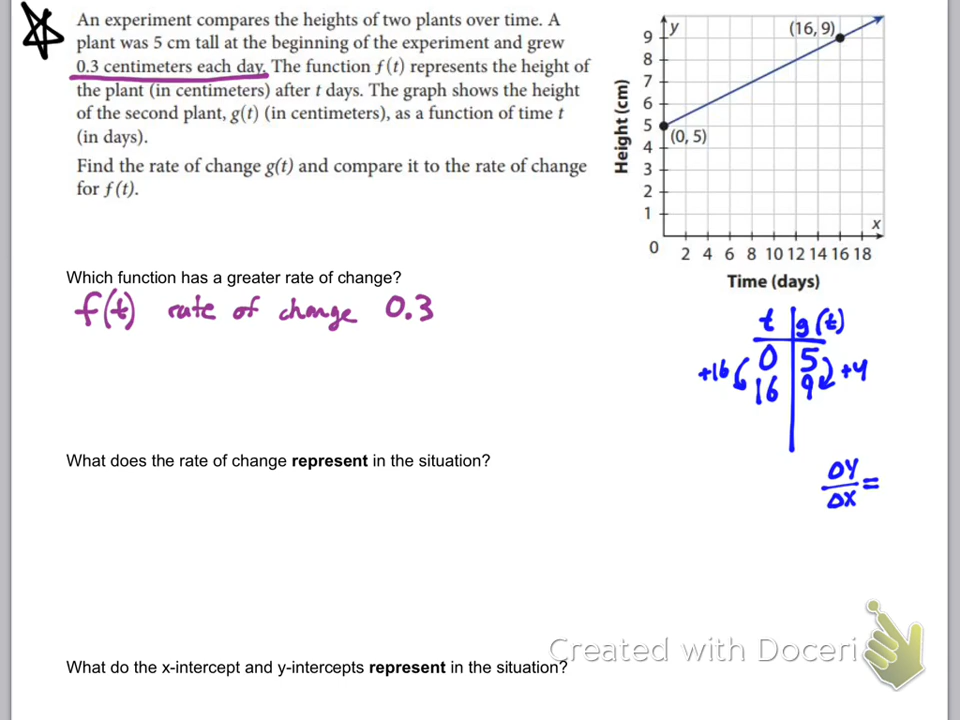 An experiment compares the heights of two plants over time. A
plant was 5 cm tall at the beginning of the experiment and grew
0.3 centimeters each day. The function f(t) represents the height of
the plant (in centimeters) after t days. The graph shows the height
of the second plant, g(t) (in centimeters), as a function of time t
(in days).
Find the rate of change g(t) and compare it to the rate of change
for f(t).
y
(16, 9)
9
8
7
6
5
(0, 5)
4
3
2
1
x
0 2 4 6 8 10 12 14 16 18
Height (cm)
Time (days)
Which function has a greater rate of change?
f(t) rate of change 0.3
t g(t)
0 5
+16 +4
16 9
What does the rate of change represent in the situation?
ΔY
ΔX =
Created with Doceri
What do the x-intercept and y-intercepts represent in the situation?